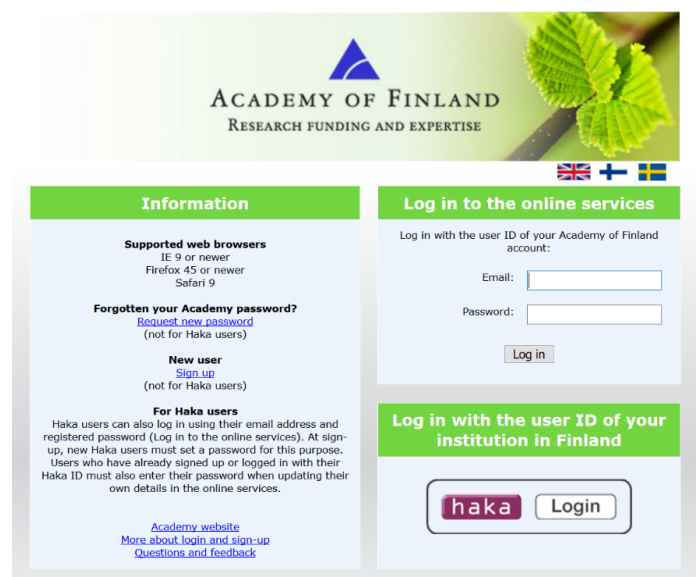 ACADEMY OF FINLAND
RESEARCH FUNDING AND EXPERTISE
Information
Supported web browsers
IE 9 or newer
Firefox 45 or newer
Safari 9
Forgotten your Academy password?
Request new password
(not for Haka users)
New user
Sign up
(not for Haka users)
For Haka users
Haka users can also log in using their email address and
registered password (Log in to the online services). At sign-
up, new Haka users must set a password for this purpose.
Users who have already signed up or logged in with their
Haka ID must also enter their password when updating their
own details in the online services.
Academy website
More about login and sign-up
Questions and feedback
Log in to the
online services
Log in with the user ID of your Academy of Finland
account:
Email:
Password:
Log in
Log in with the user ID of your
institution in Finland
haka Login